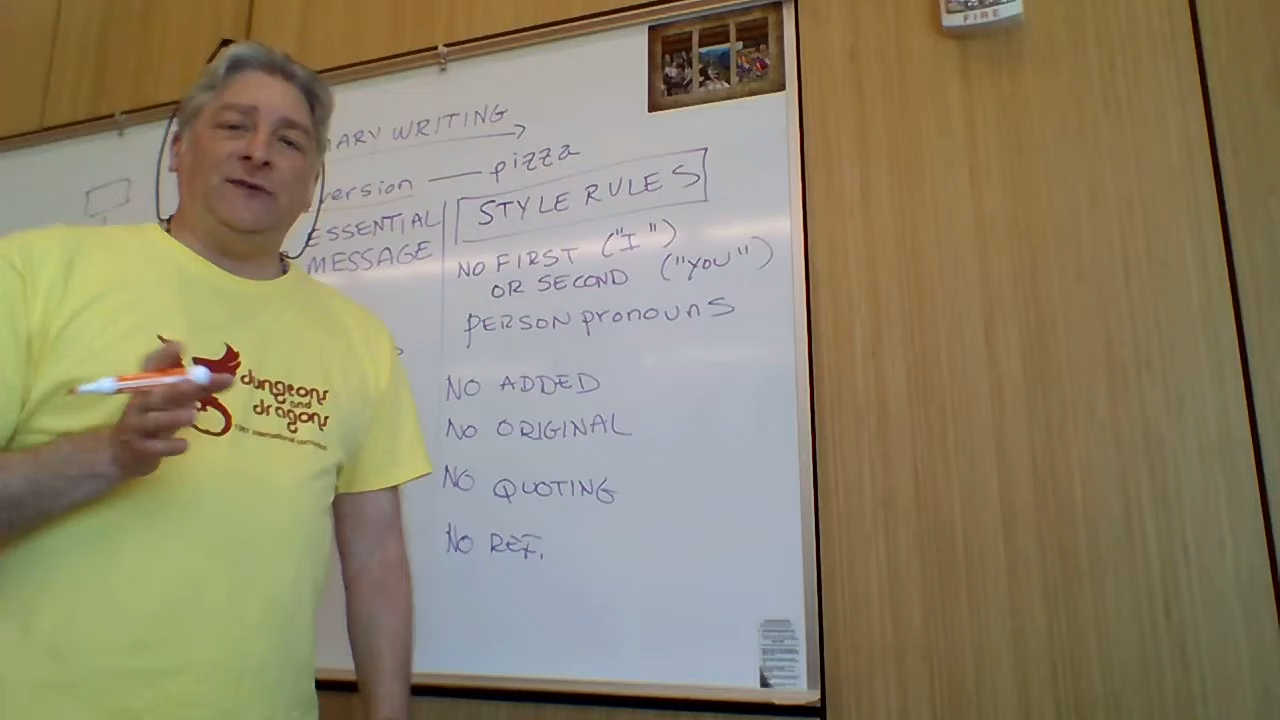 ARY WRITING
version — pizza
ESSENTIAL
MESSAGE
STYLE RULES
NO FIRST ("I")
OR SECOND ("YOU")
PERSON pronouns
NO ADDED
NO ORIGINAL
NO QUOTING
NO REF.
dungeons
and
dragons
FIRE